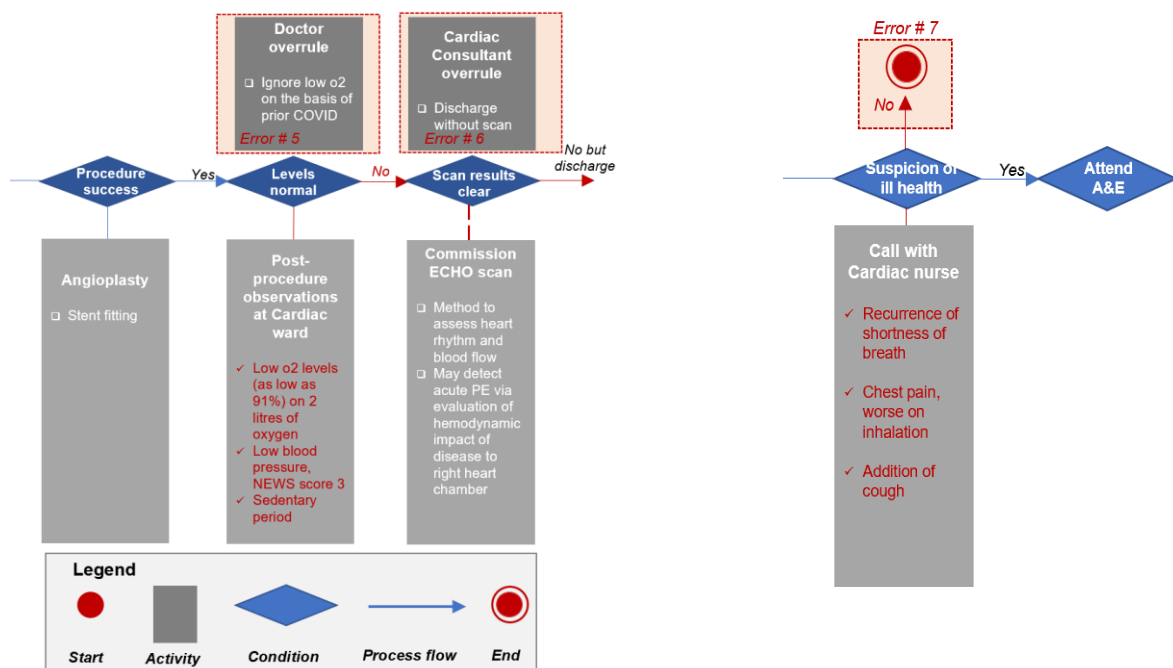 Doctor
overrule
❑ Ignore low o2
on the basis of
prior COVID
Error # 5
Cardiac
Consultant
overrule
❑ Discharge
without scan
Error # 6
No but
discharge
Procedure
success
Yes
Levels
normal
No
Scan results
clear
Angioplasty
❑ Stent fitting
Post-
procedure
observations
at Cardiac
ward
✓ Low o2 levels
(as low as
91%) on 2
litres of
oxygen
✓ Low blood
pressure,
NEWS score 3
✓ Sedentary
period
Commission
ECHO scan
❑ Method to
assess heart
rhythm and
blood flow
❑ May detect
acute PE via
evaluation of
hemodynamic
impact of
disease to
right heart
chamber
Error # 7
No
Suspicion of
ill health
Yes
Attend
A&E
Call with
Cardiac nurse
✓ Recurrence of
shortness of
breath
✓ Chest pain,
worse on
inhalation
✓ Addition of
cough
Legend
Start
Activity
Condition
Process flow
End